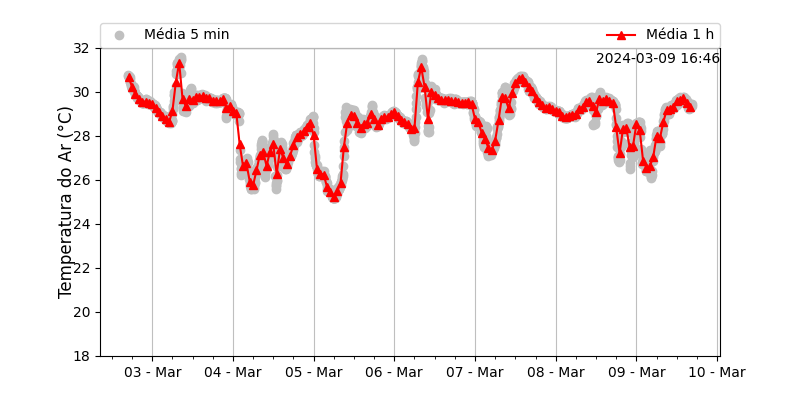 Média 5 min
Média 1 h
2024-03-09 16:46
Temperatura do Ar (°C)
32
30
28
26
24
22
20
18
03 - Mar
04 - Mar
05 - Mar
06 - Mar
07 - Mar
08 - Mar
09 - Mar
10 - Mar